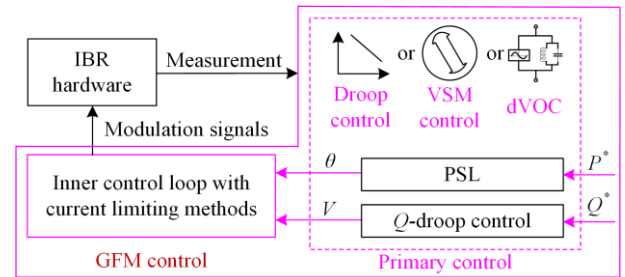 IBR
hardware
Measurement
Modulation signals
or
or
Droop
control
VSM
control
dVOC
Inner control loop with
current limiting methods
θ
V
PSL
Q-droop control
P*
Q*
GFM control
Primary control